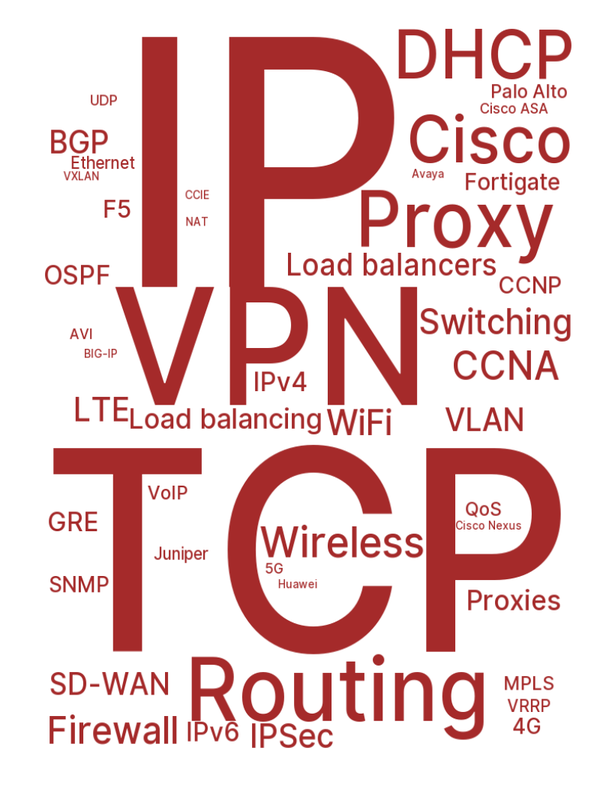 IP
DHCP
Palo Alto
Cisco ASA
UDP
Cisco
BGP
Ethernet
VXLAN
Avaya
Fortigate
CCIE
F5
NAT
Proxy
Load balancers
OSPF
CCNP
VPN
Switching
AVI
BIG-IP
CCNA
IPv4
LTE
Load balancing
WiFi
VLAN
TCP
VoIP
QoS
GRE
Cisco Nexus
Wireless
Juniper
5G
Huawei
SNMP
Proxies
Routing
SD-WAN
MPLS
VRRP
Firewall
IPv6
IPSec
4G